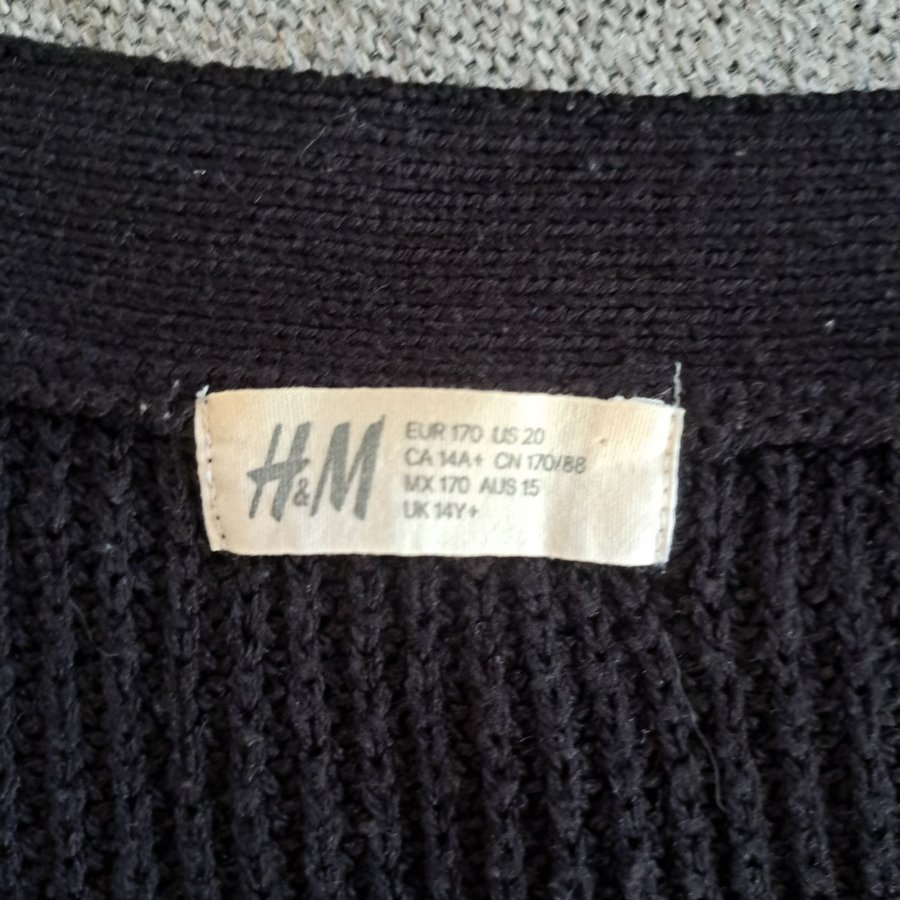 H&M
EUR 170 US 20
CA 14A+ CN 170/88
MX 170 AUS 15
UK 14Y+